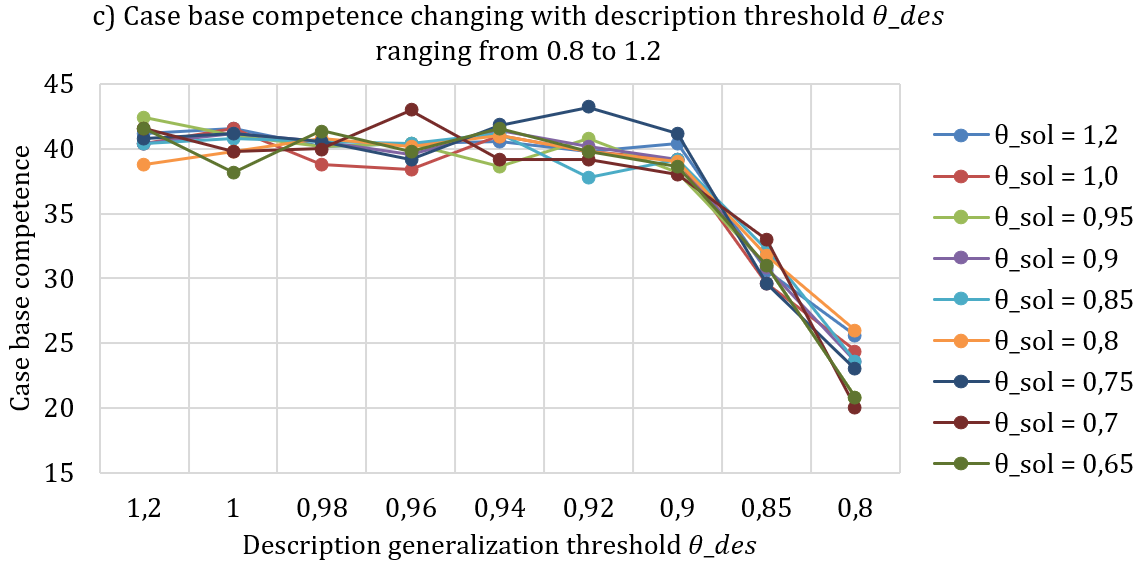 c) Case base competence changing with description threshold θ_des
ranging from 0.8 to 1.2
45
40
35
30
25
20
15
Case base competence
1,2 1 0,98 0,96 0,94 0,92 0,9 0,85 0,8
Description generalization threshold θ_des
θ_sol = 1,2
θ_sol = 1,0
θ_sol = 0,95
θ_sol = 0,9
θ_sol = 0,85
θ_sol = 0,8
θ_sol = 0,75
θ_sol = 0,7
θ_sol = 0,65